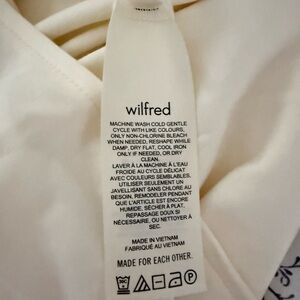 wilfred
MACHINE WASH COLD GENTLE
CYCLE WITH LIKE COLOURS,
ONLY NON-CHLORINE BLEACH
WHEN NEEDED, RESHAPE WHILE
DAMP, DRY FLAT, COOL IRON
ONLY IF NEEDED, OR DRY
CLEAN.
LAVER À LA MACHINE À L'EAU
FROIDE AU CYCLE DÉLICAT
AVEC COULEURS SEMBLABLES,
UTILISER SEULEMENT UN
JAVELLISANT SANS CHLORE AU
BESOIN, REMODELER PENDANT
QUE L'ARTICLE EST ENCORE
HUMIDE, SÉCHER À PLAT,
REPASSAGE DOUX SI
NÉCESSAIRE, OU NETTOYER À
SEC.
MADE IN VIETNAM
FABRIQUÉ AU VIETNAM
MADE FOR EACH OTHER.